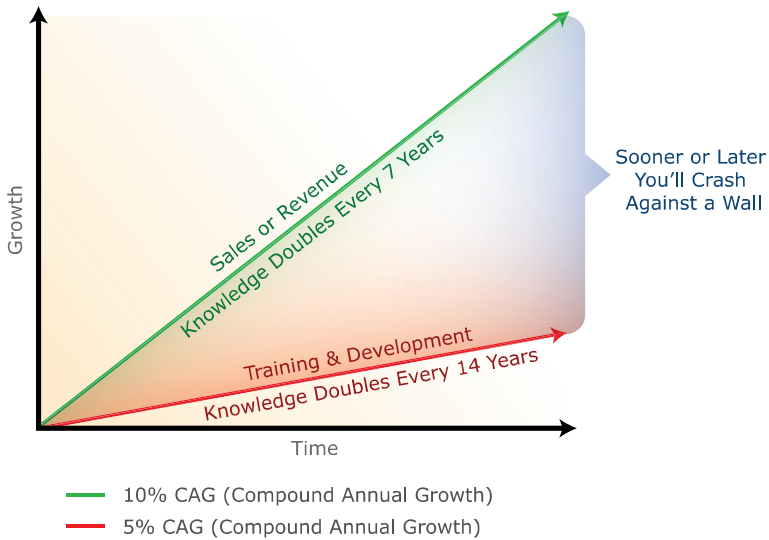 Growth
Sales or Revenue
Knowledge Doubles Every 7 Years
Training & Development
Knowledge Doubles Every 14 Years
Sooner or Later
You'll Crash
Against a Wall
Time
10% CAG (Compound Annual Growth)
5% CAG (Compound Annual Growth)